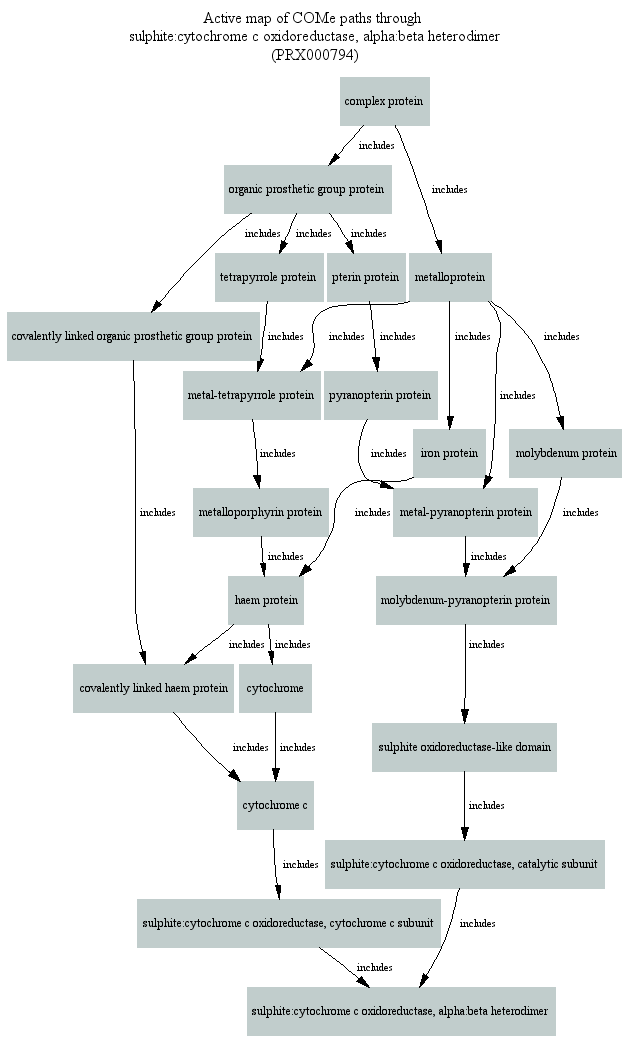 Active map of COMe paths through
sulphite:cytochrome c oxidoreductase, alpha:beta heterodimer
(PRX000794)
complex protein
includes
organic prosthetic group protein
includes
includes
includes
includes
tetrapyrrole protein
pterin protein
metalloprotein
covalently linked organic prosthetic group protein
includes
includes
includes
includes
includes
metal-tetrapyrrole protein
pyranopterin protein
includes
iron protein
molybdenum protein
includes
includes
metalloporphyrin protein
metal-pyranopterin protein
includes
includes
includes
includes
includes
haem protein
molybdenum-pyranopterin protein
includes
includes
includes
covalently linked haem protein
cytochrome
sulphite oxidoreductase-like domain
includes
includes
cytochrome c
includes
includes
sulphite:cytochrome c oxidoreductase, catalytic subunit
sulphite:cytochrome c oxidoreductase, cytochrome c subunit
includes
includes
sulphite:cytochrome c oxidoreductase, alpha:beta heterodimer